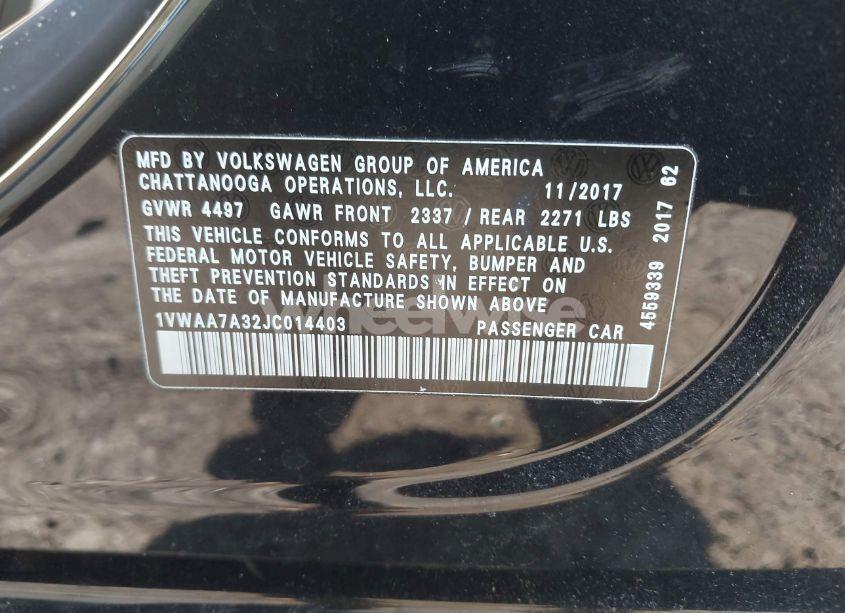 MFD BY VOLKSWAGEN GROUP OF AMERICA
CHATTANOOGA OPERATIONS, LLC. 11/2017
GVWR 4497 GAWR FRONT 2337 / REAR 2271 LBS
THIS VEHICLE CONFORMS TO ALL APPLICABLE U.S.
FEDERAL MOTOR VEHICLE SAFETY, BUMPER AND
THEFT PREVENTION STANDARDS IN EFFECT ON
THE DATE OF MANUFACTURE SHOWN ABOVE
1VWAA7A32JC014403 PASSENGER CAR
4559339 2017 62
wheelwise